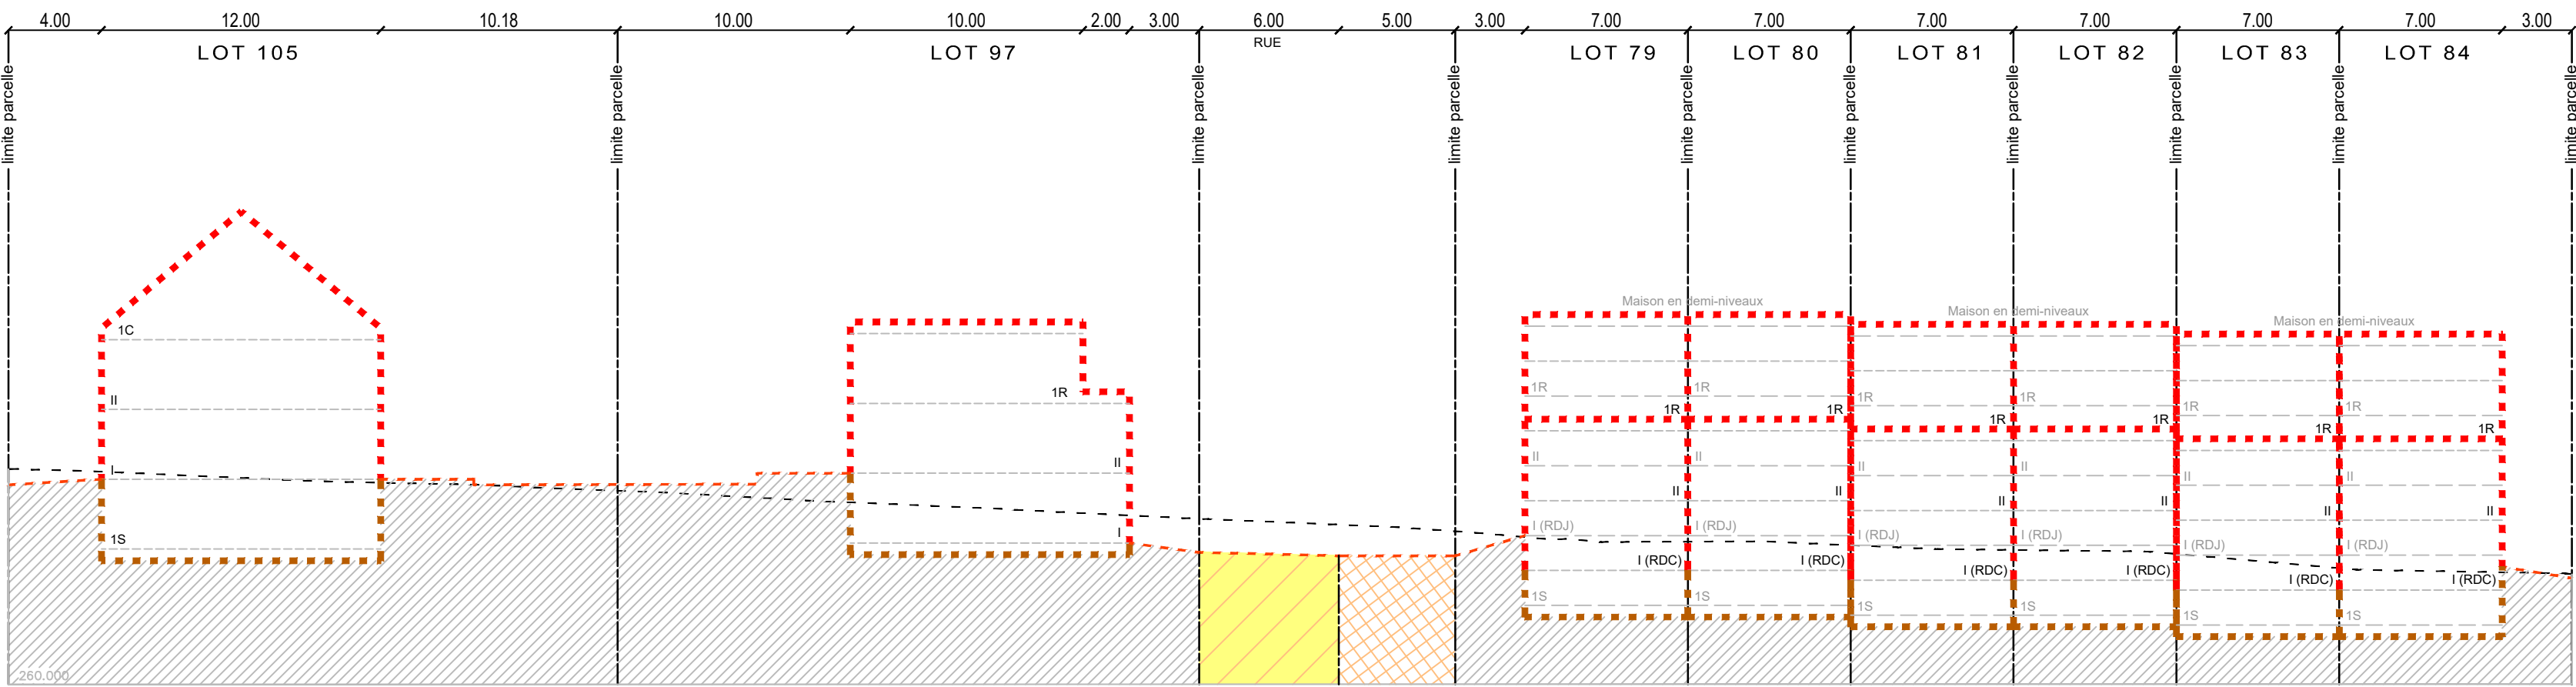 4.00 12.00 10.18 10.00 10.00 2.00 3.00 6.00 5.00 3.00 7.00 7.00 7.00 7.00 7.00 7.00 3.00
RUE
LOT 105 LOT 97 LOT 79 LOT 80 LOT 81 LOT 82 LOT 83 LOT 84
limite parcelle limite parcelle limite parcelle limite parcelle limite parcelle limite parcelle limite parcelle limite parcelle limite parcelle limite parcelle
1C
II
I
1S
1R
II
I
Maison en demi-niveaux
1R 1R
1R 1R
II II
II II
I (RDJ) I (RDJ)
I (RDC) I (RDC)
1S 1S
Maison en demi-niveaux
1R 1R
1R 1R
II II
II II
I (RDJ) I (RDJ)
I (RDC) I (RDC)
1S 1S
Maison en demi-niveaux
1R 1R
1R 1R
II II
II II
I (RDJ) I (RDJ)
I (RDC) I (RDC)
1S 1S
260.000